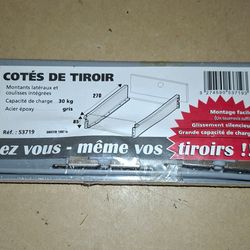 COTÉS DE TIROIR
Montants latéraux et
coulisses intégrées
Capacité de charge 30 kg
Acier époxy gris
270
85
Réf. : 53719
Montage facile
Glissement silencieux
Grande capacité de charge
ez vous - même vos tiroirs !!